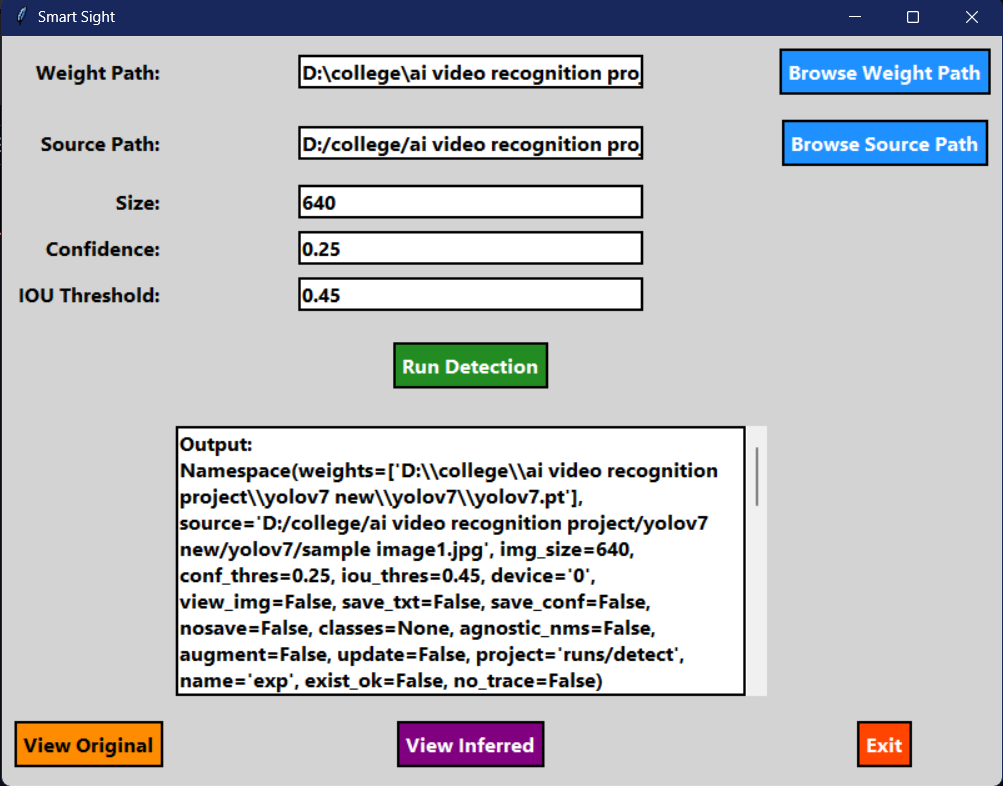 Smart Sight
Weight Path: D:\college\ai video recognition pro Browse Weight Path
Source Path: D:/college/ai video recognition pro Browse Source Path
Size: 640
Confidence: 0.25
IOU Threshold: 0.45
Run Detection
Output:
Namespace(weights=['D:\\college\\ai video recognition
project\\yolov7 new\\yolov7\\yolov7.pt'],
source='D:/college/ai video recognition project/yolov7
new/yolov7/sample image1.jpg', img_size=640,
conf_thres=0.25, iou_thres=0.45, device='0',
view_img=False, save_txt=False, save_conf=False,
nosave=False, classes=None, agnostic_nms=False,
augment=False, update=False, project='runs/detect',
name='exp', exist_ok=False, no_trace=False)
View Original View Inferred Exit